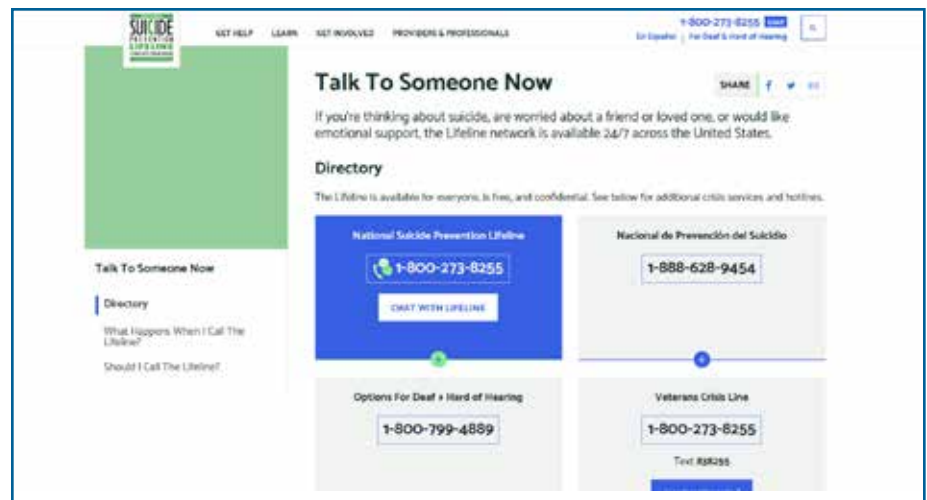 SUICIDE
PREVENTION
LIFELINE
GET HELP LEARN GET INVOLVED PROVIDERS & PROFESSIONALS
1-800-273-8255 CHAT
En Español | For Deaf & Hard of Hearing
Talk To Someone Now
SHARE
If you're thinking about suicide, are worried about a friend or loved one, or would like
emotional support, the Lifeline network is available 24/7 across the United States.
Directory
The Lifeline is available for everyone, is free, and confidential. See below for additional crisis services and hotlines.
National Suicide Prevention Lifeline
1-800-273-8255
CHAT WITH LIFELINE
Nacional de Prevención del Suicidio
1-888-628-9454
Talk To Someone Now
Directory
What Happens When I Call The
Lifeline?
Should I Call The Lifeline?
Options For Deaf + Hard of Hearing
1-800-799-4889
Veterans Crisis Line
1-800-273-8255
Text 838255